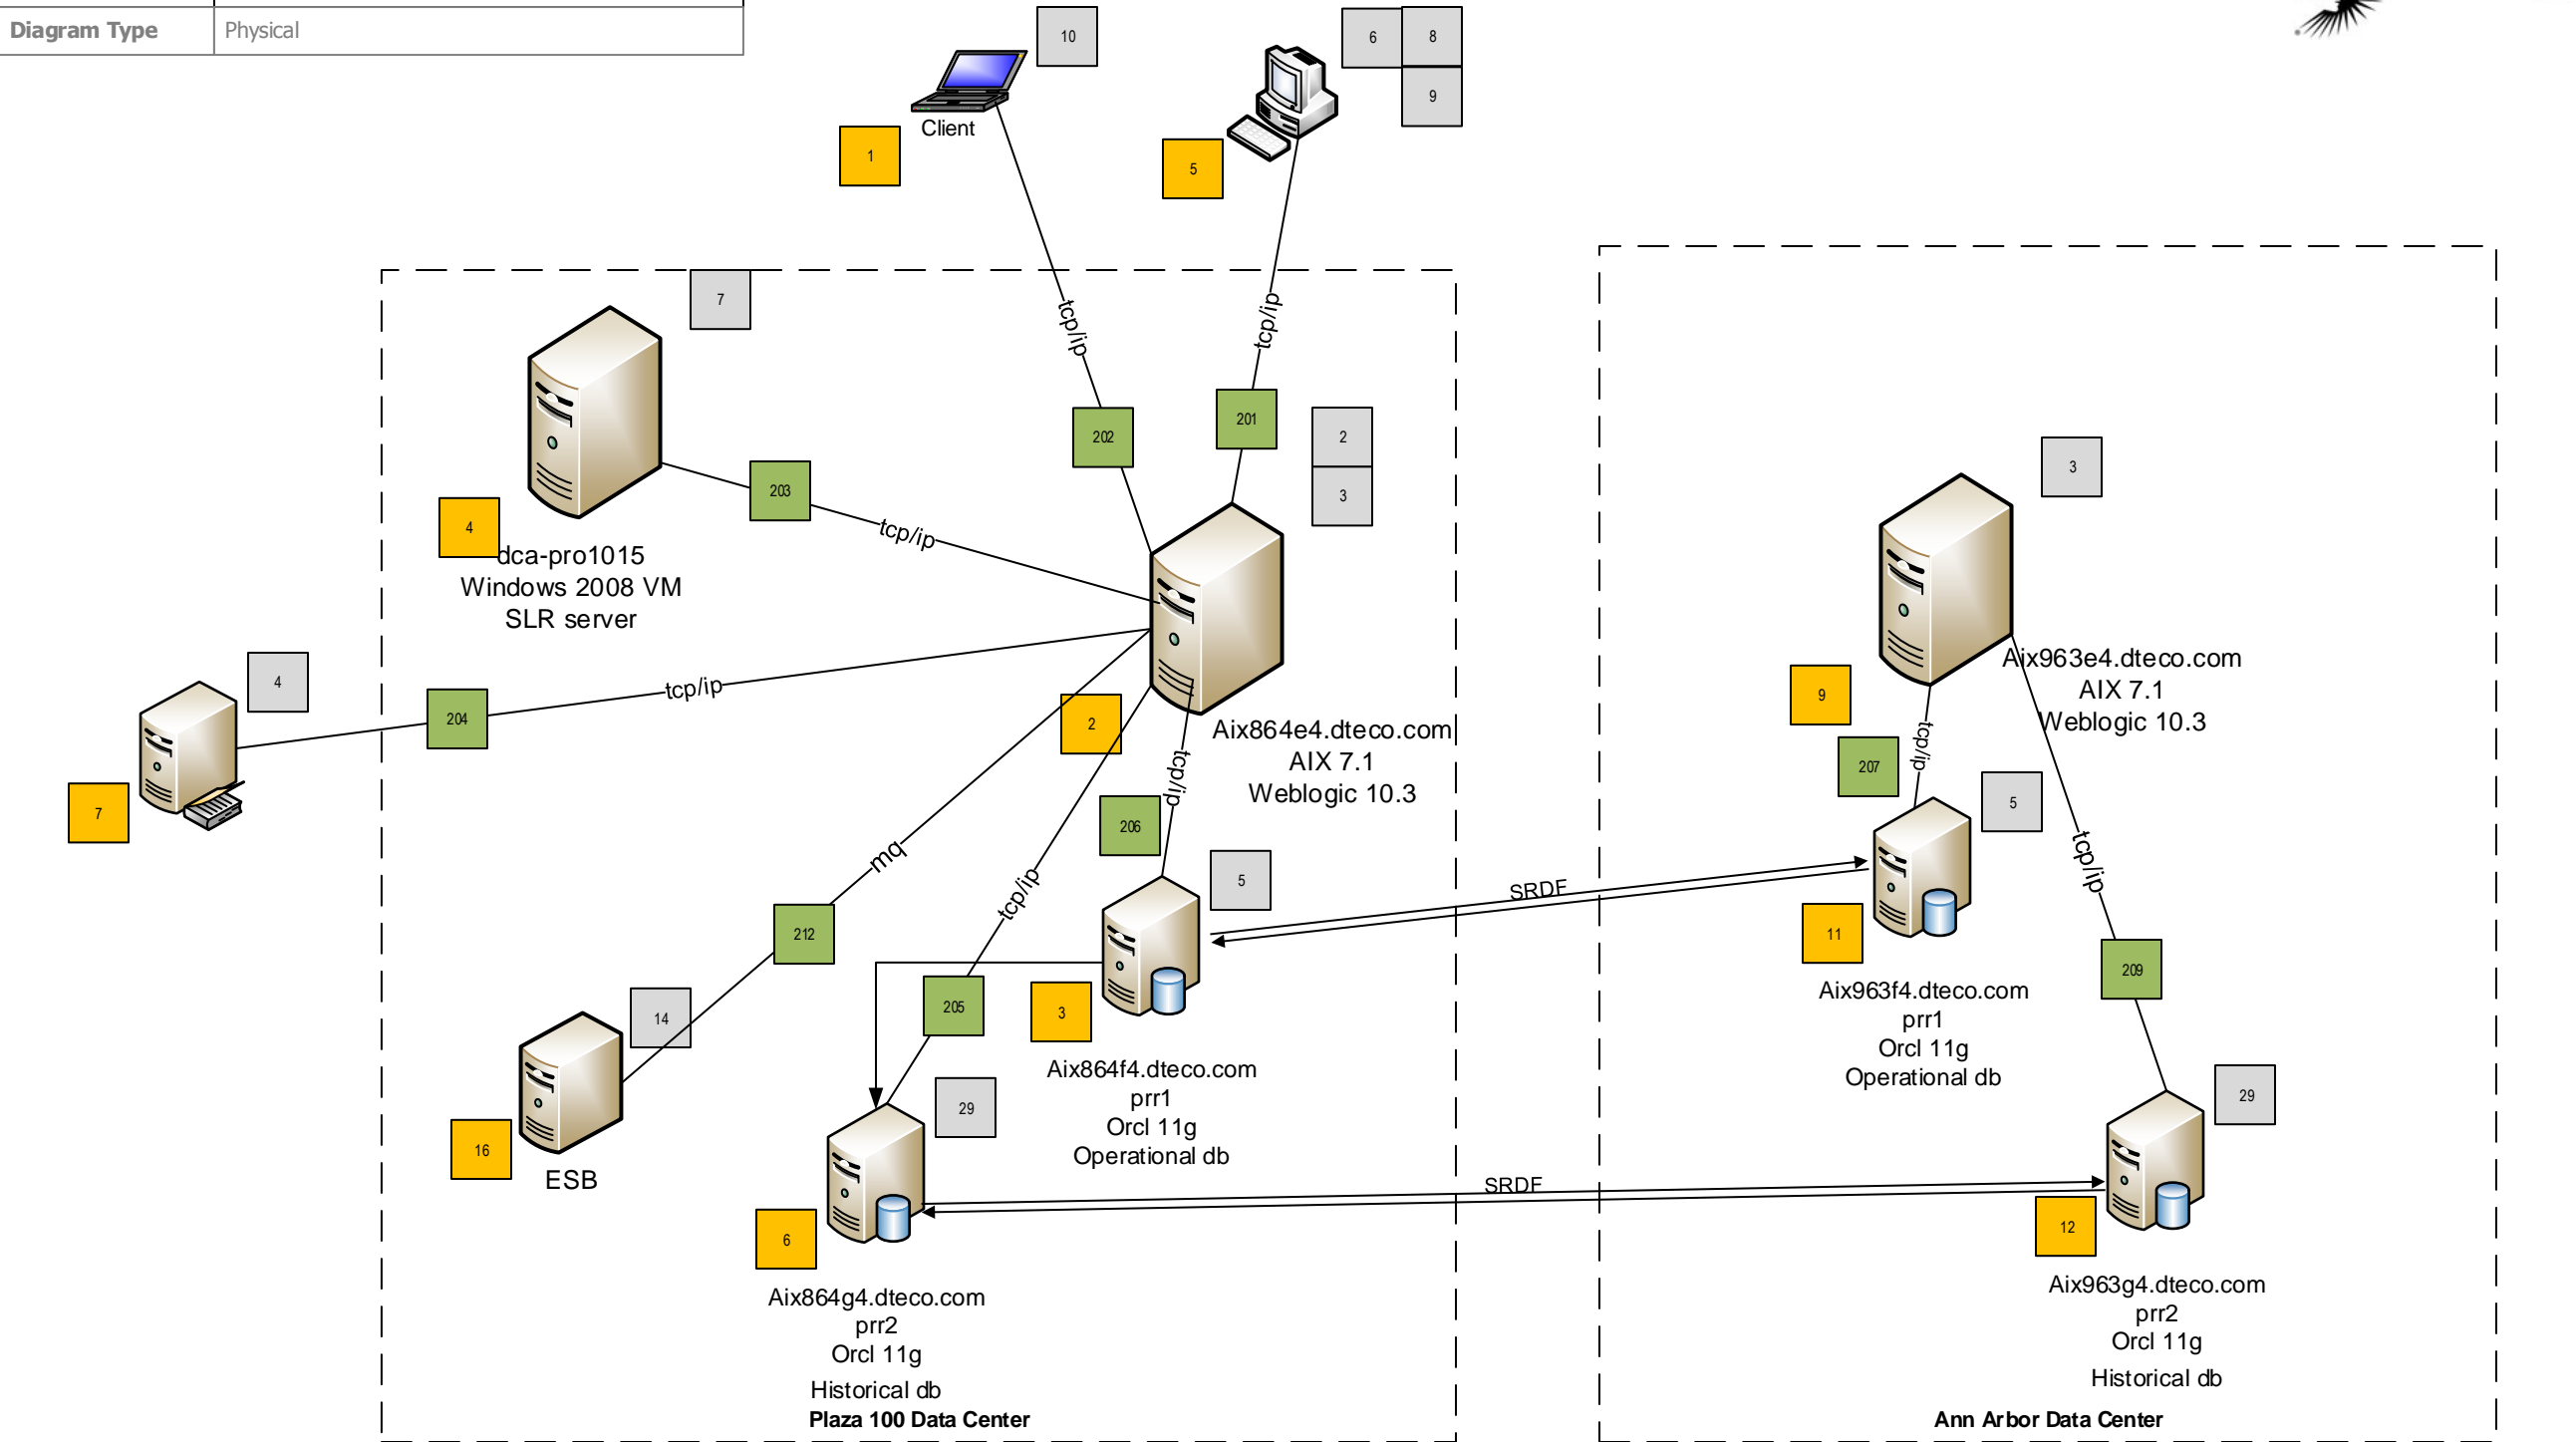 Diagram Type Physical
10
6 8
9
Client
1
5
tcp/ip
tcp/ip
7
202
201
2
3
203
tcp/ip
4
dca-pro1015
Windows 2008 VM
SLR server
4
204
tcp/ip
7
2
Aix864e4.dteco.com
AIX 7.1
Weblogic 10.3
tcp/ip
206
mq
tcp/ip
5
212
205
3
14
16
ESB
Aix864f4.dteco.com
prr1
Orcl 11g
Operational db
29
6
Aix864g4.dteco.com
prr2
Orcl 11g
Historical db
Plaza 100 Data Center
SRDF
SRDF
3
Aix963e4.dteco.com
AIX 7.1
Weblogic 10.3
9
tcp/ip
207
5
tcp/ip
11
209
Aix963f4.dteco.com
prr1
Orcl 11g
Operational db
29
12
Aix963g4.dteco.com
prr2
Orcl 11g
Historical db
Ann Arbor Data Center